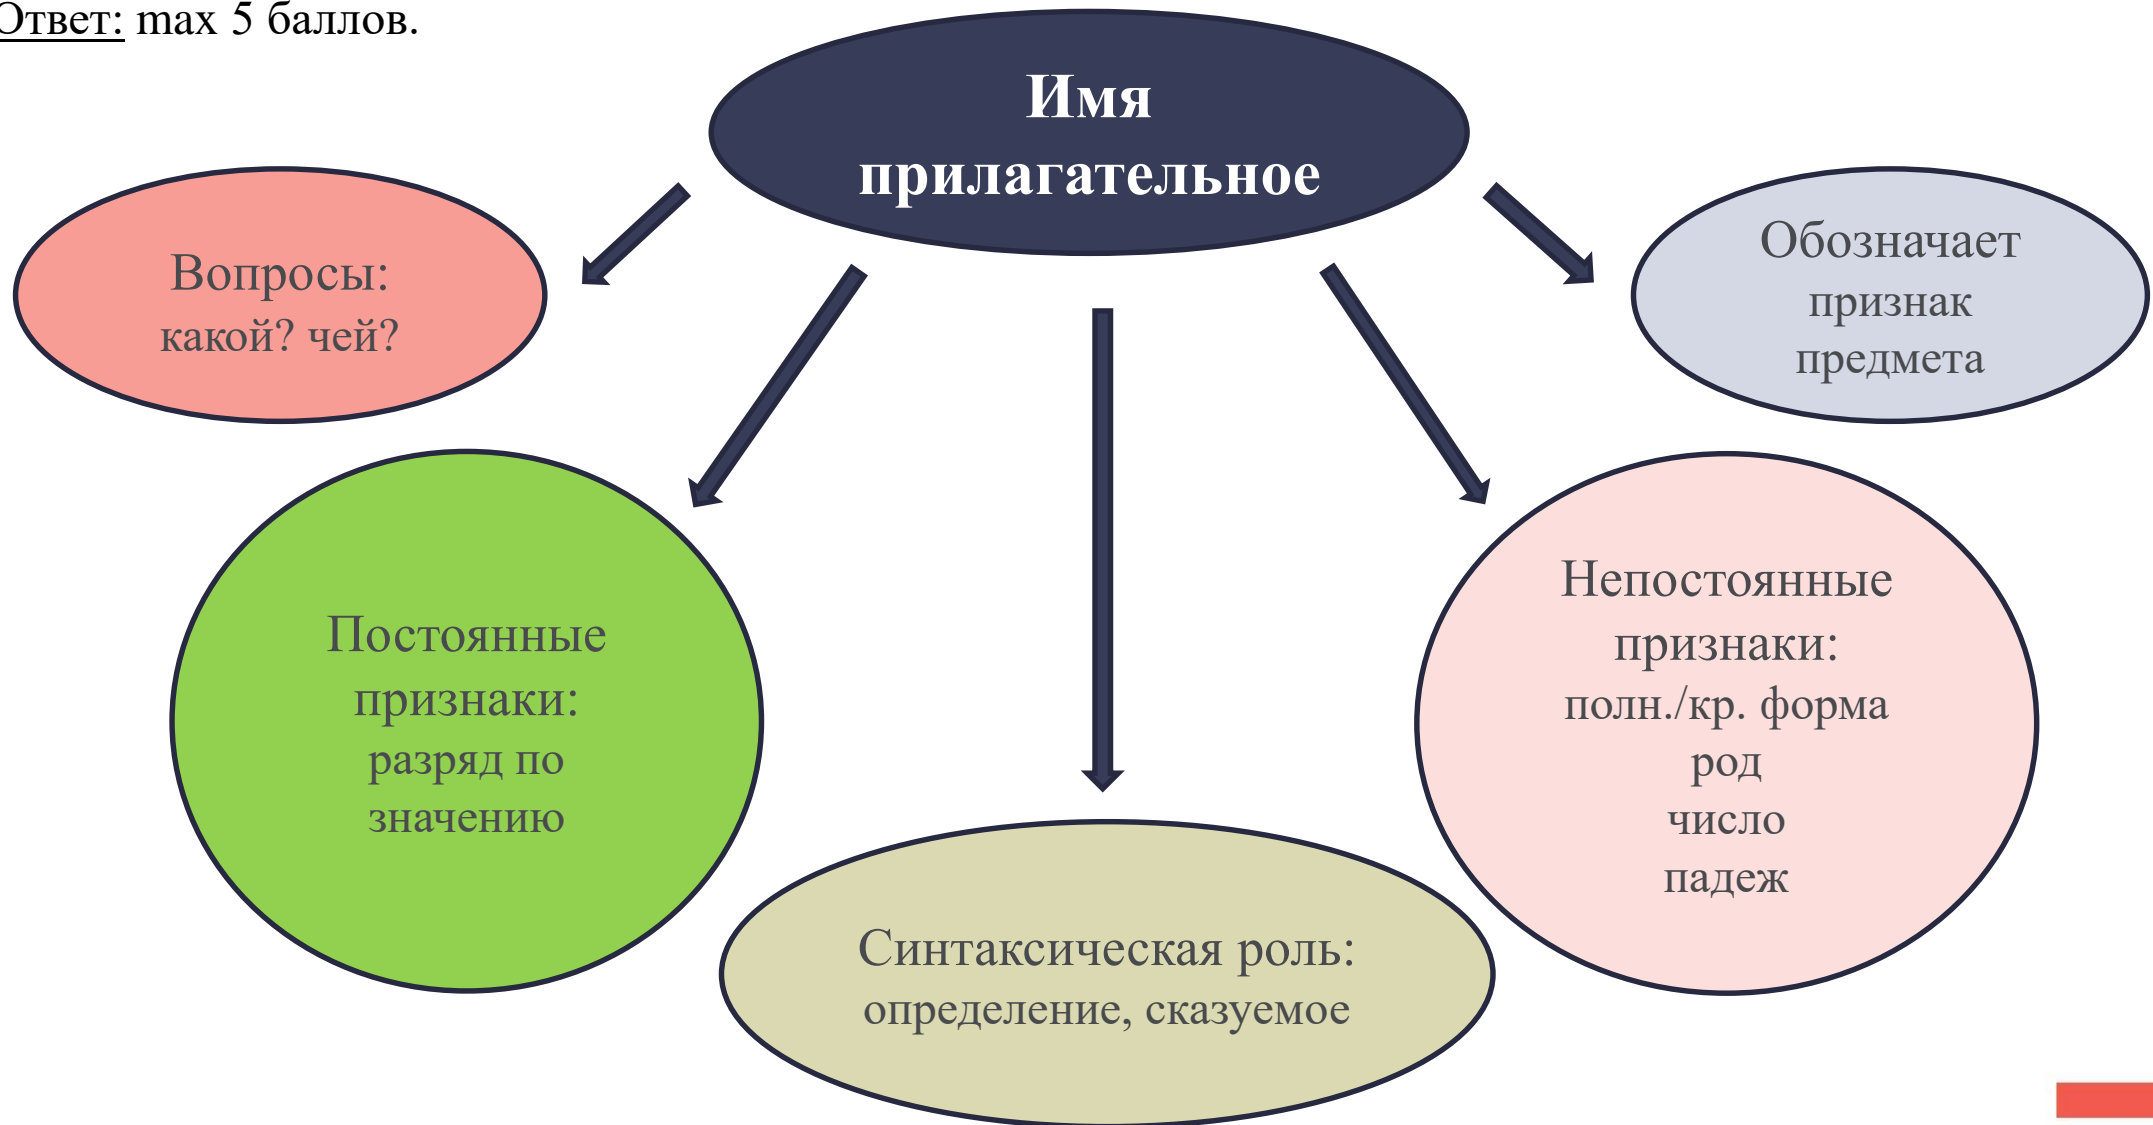 Ответ: max 5 баллов.
Имя
прилагательное
Вопросы:
какой? чей?
Обозначает
признак
предмета
Постоянные
признаки:
разряд по
значению
Непостоянные
признаки:
полн./кр. форма
род
число
падеж
Синтаксическая роль:
определение, сказуемое